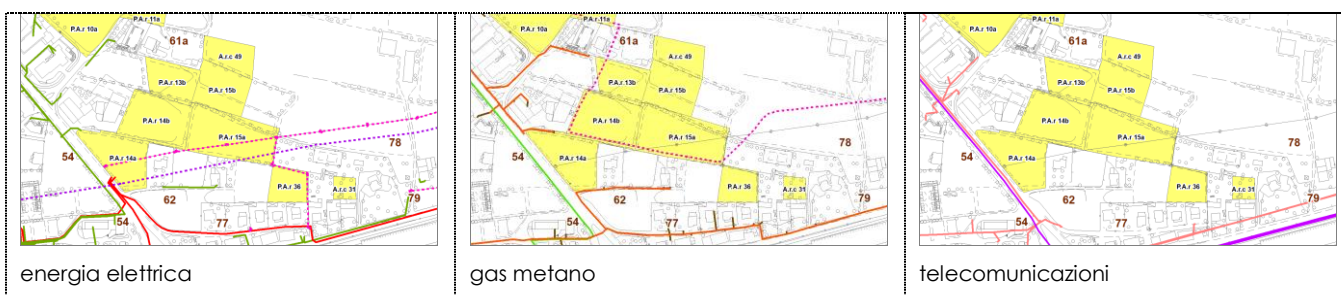 P.A.r 11a
P.A.r 10a
61a
A.r.c 49
P.A.r 13b
P.A.r 15b
P.A.r 14b
P.A.r 15a
54
P.A.r 14a
78
P.A.r 36
A.r.c 31
62
79
54
77
energia elettrica
P.A.r 11a
P.A.r 10a
61a
A.r.c 49
P.A.r 13b
P.A.r 15b
P.A.r 14b
P.A.r 15a
54
P.A.r 14a
78
P.A.r 36
A.r.c 31
62
79
54
77
gas metano
P.A.r 11a
P.A.r 10a
61a
A.r.c 49
P.A.r 13b
P.A.r 15b
P.A.r 14b
P.A.r 15a
54
P.A.r 14a
78
P.A.r 36
A.r.c 31
62
79
54
77
telecomunicazioni